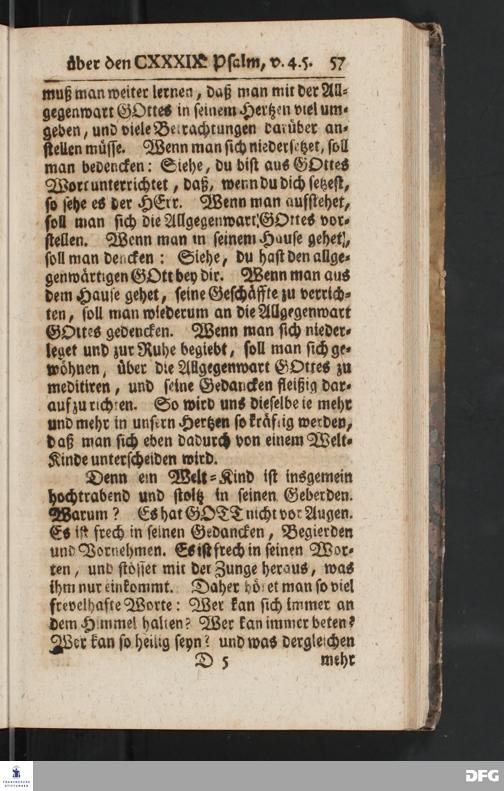 über den CXXXIX. Psalm, v. 4. 5. 57
muß man weiter lernen, daß man mit der All-
gegenwart GOttes in seinem Hertzen viel um-
geben, und viele Betrachtungen darüber an-
stellen müsse. Wenn man sich niedersetzet, soll
man bedencken: Siehe, du bist aus GOttes
Wort unterrichtet, daß, wenn du dich setzest,
so sehe es der HErr. Wenn man aufstehet,
soll man sich die Allgegenwart GOttes vor-
stellen. Wenn man in seinem Hause gehet,
soll man dencken: Siehe, du hast den allge-
genwärtigen GOtt bey dir. Wenn man aus
dem Hause gehet, seine Geschäffte zu verrich-
ten, soll man wiederum an die Allgegenwart
GOttes gedencken. Wenn man sich nieder-
leget und zur Ruhe begiebt, soll man sich ge-
wöhnen, über die Allgegenwart GOttes zu
meditiren, und seine Gedancken fleißig dar-
auf zu richten. So wird uns dieselbe ie mehr
und mehr in unsern Hertzen so kräftig werden,
daß man sich eben dadurch von einem Welt-
Kinde unterscheiden wird.
Denn ein Welt-Kind ist insgemein
hochtrabend und stoltz in seinen Geberden.
Warum? Es hat GOTT nicht vor Augen.
Es ist frech in seinen Gedancken, Begierden
und Vornehmen. Es ist frech in seinen Wor-
ten, und stösset mit der Zunge heraus, was
ihm nur einkommt. Daher höret man so viel
frevelhafte Worte: Wer kan sich immer an
dem Himmel halten? Wer kan immer beten?
Wer kan so heilig seyn? und was dergleichen
D 5 mehr
FRANCKESCHE
STIFTUNGEN
DFG